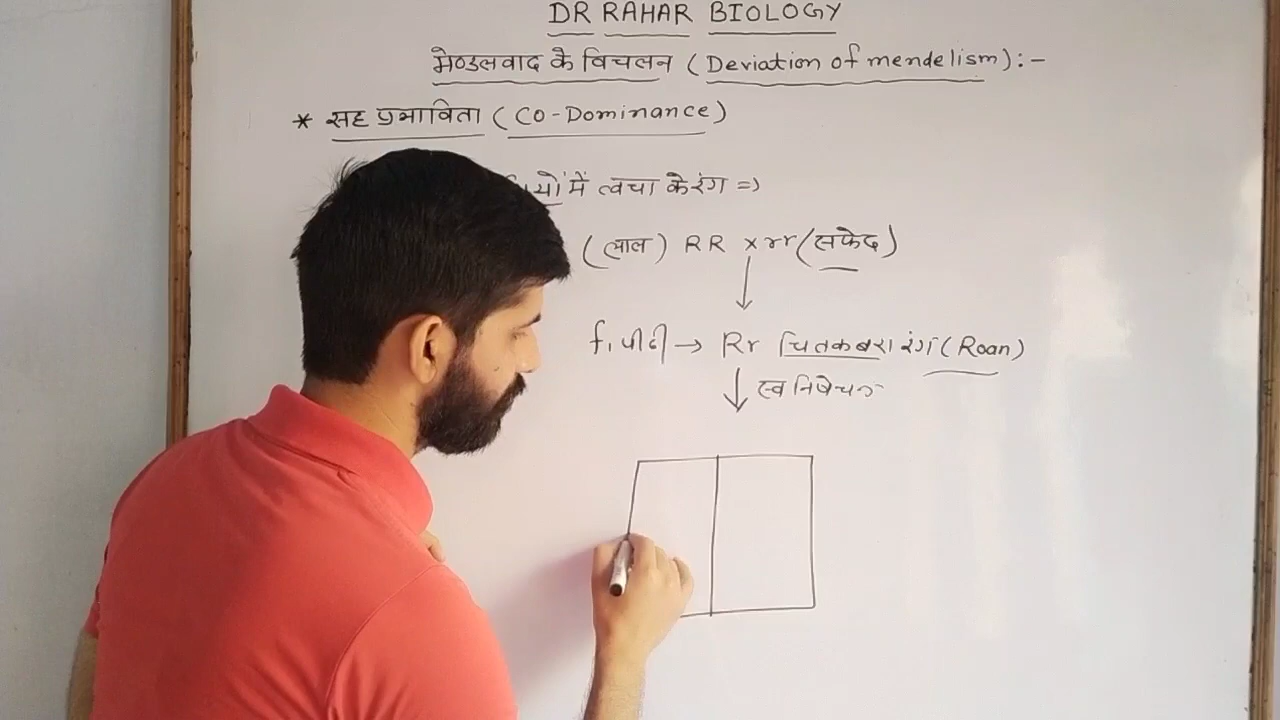 DR RAHAR BIOLOGY
मेण्डलवाद के विचलन (Deviation of mendelism):-
* सह प्रभाविता (CO-Dominance)
में त्वचा के रंग =>
(लाल) RR × rr (सफेद)
F₁ पीढी → Rr चितकबरा रंग (Roan)
स्व निषेचन